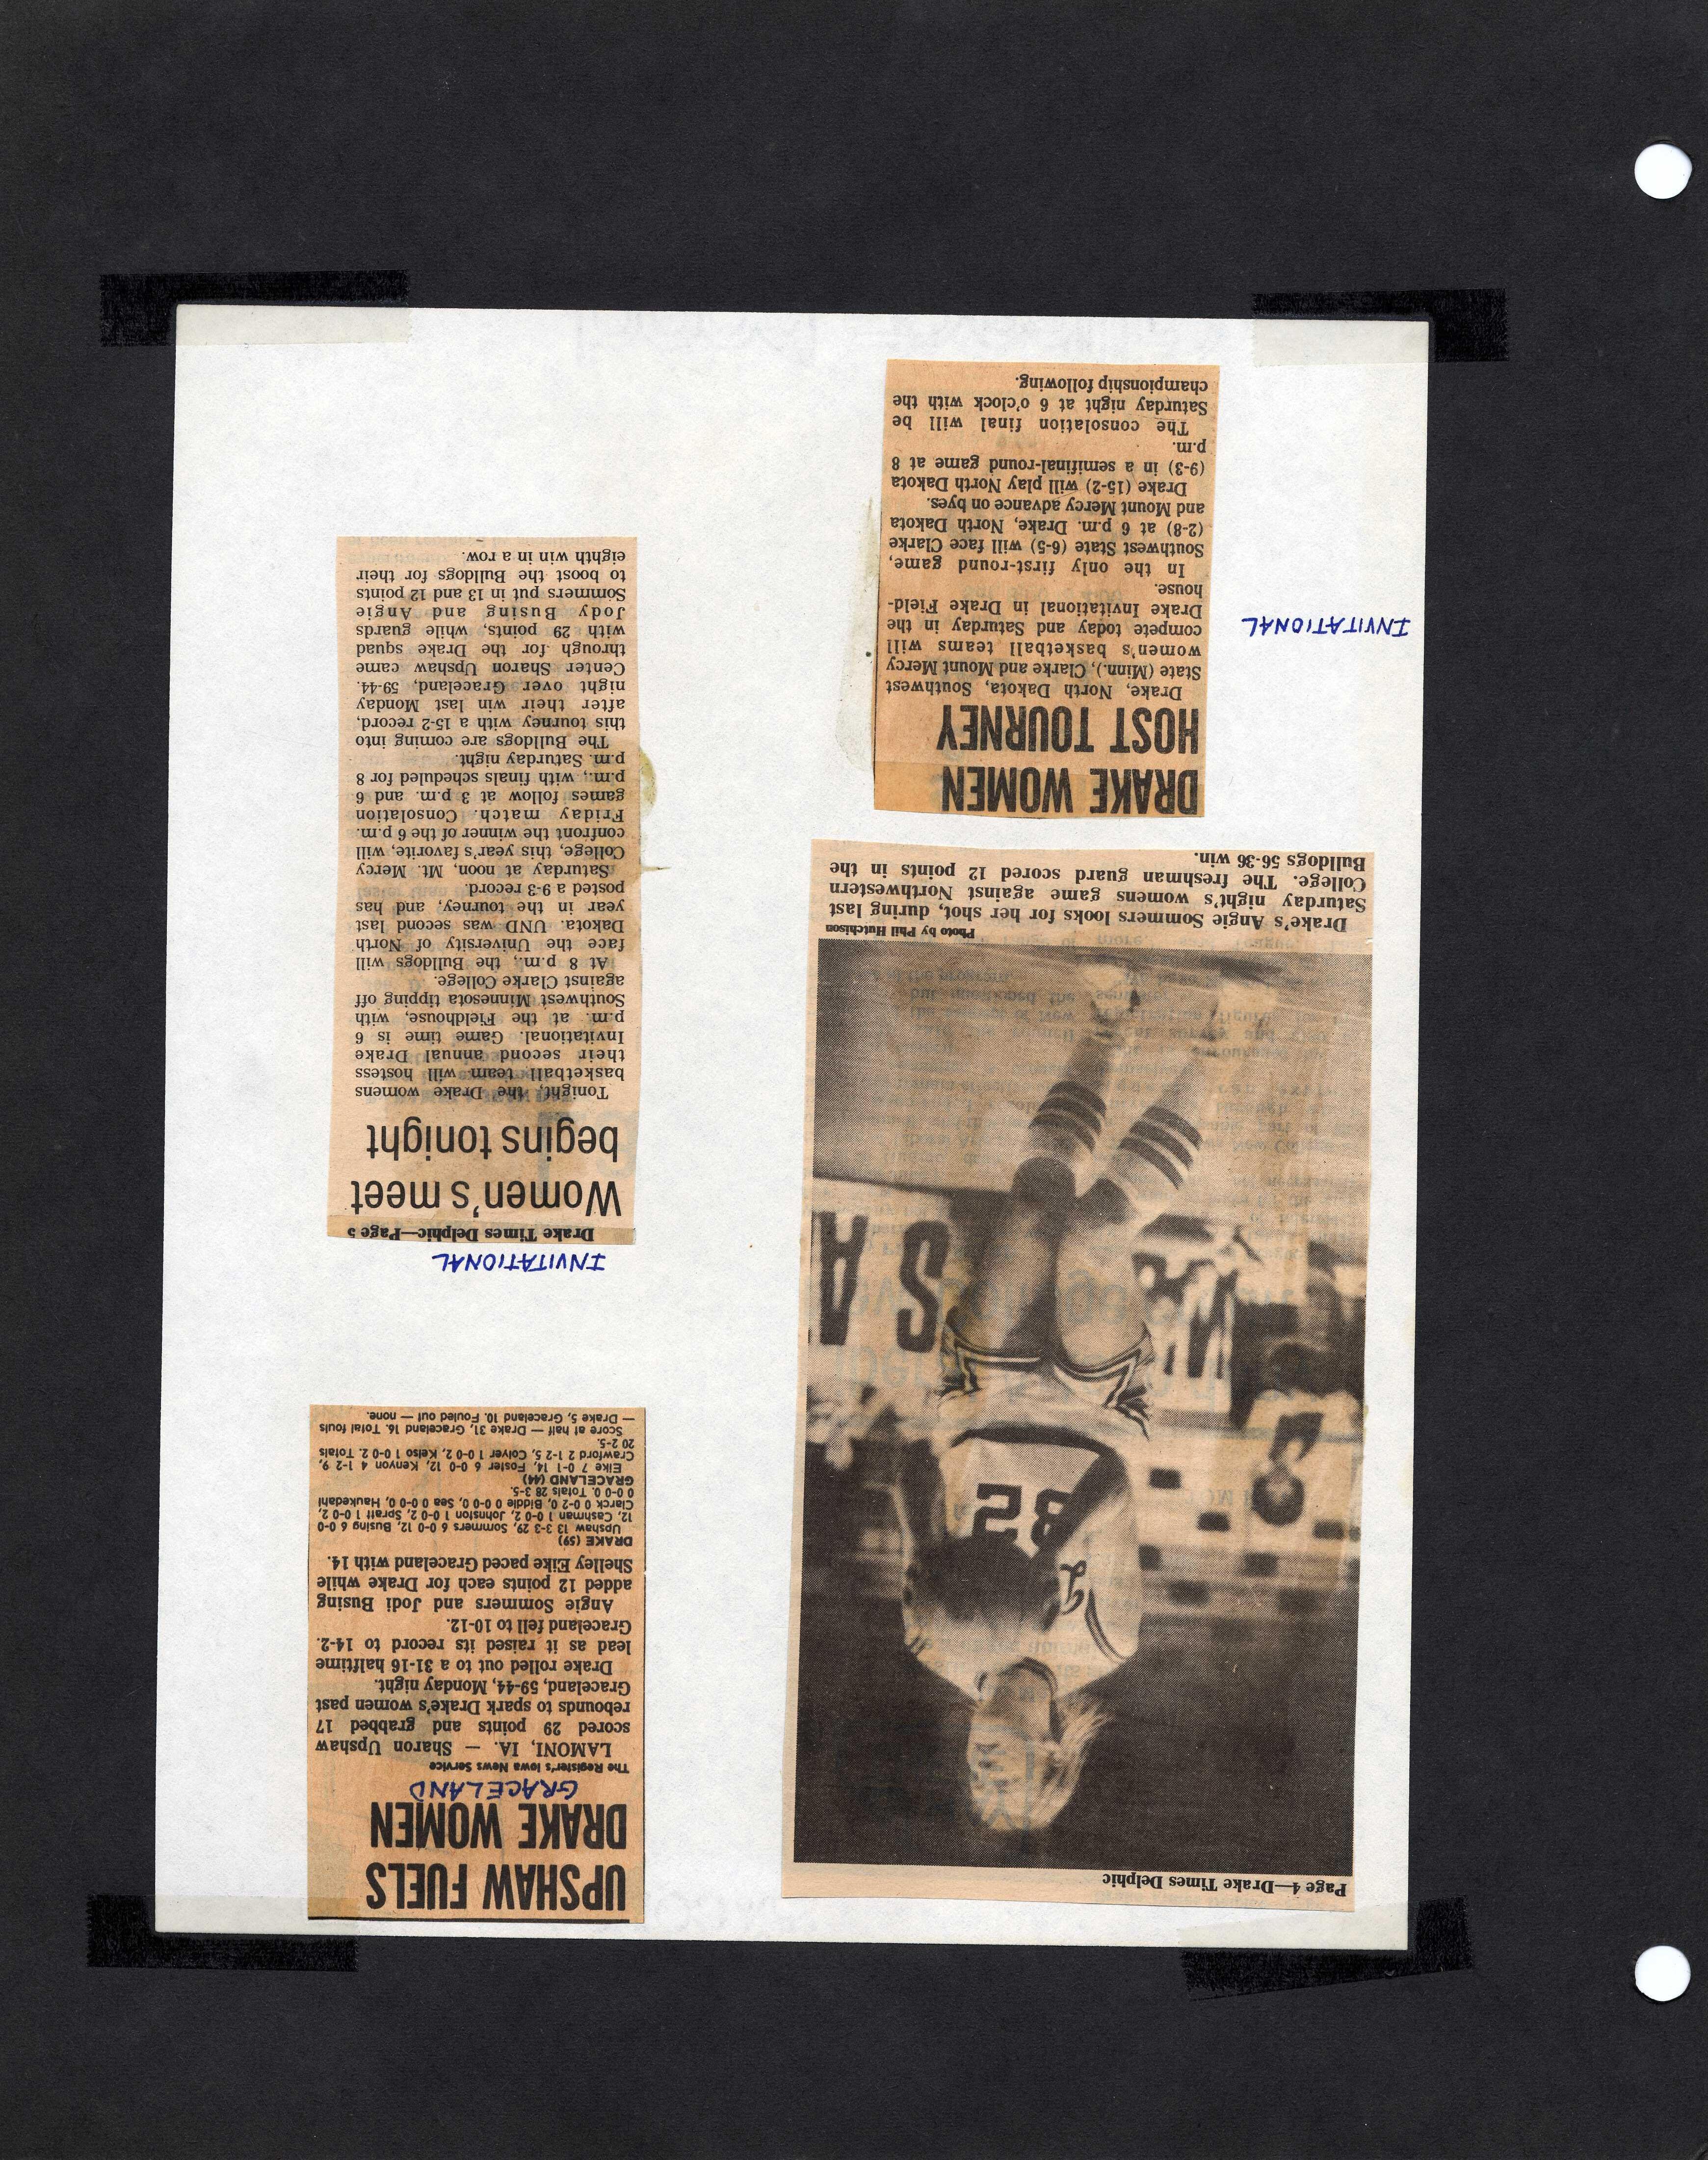 Page 4—Drake Times Delphic
SA
Photo by Phil Hutchison
Drake's Angie Sommers looks for her shot, during last
Saturday night's womens game against Northwestern
College. The freshman guard scored 12 points in the
Bulldogs 56-36 win.
INVITATIONAL
DRAKE WOMEN
HOST TOURNEY
Drake, North Dakota, Southwest
State (Minn.), Clarke and Mount Mercy
women's basketball teams will
compete today and Saturday in the
Drake Invitational in Drake Field-
house.
In the only first-round game,
Southwest State (6-5) will face Clarke
(2-8) at 6 p.m. Drake, North Dakota
and Mount Mercy advance on byes.
Drake (15-2) will play North Dakota
(9-3) in a semifinal-round game at 8
p.m.
The consolation final will be
Saturday night at 6 o'clock with the
championship following.
UPSHAW FUELS
DRAKE WOMEN
GRACELAND
The Register's Iowa News Service
LAMONI, IA. — Sharon Upshaw
scored 29 points and grabbed 17
rebounds to spark Drake's women past
Graceland, 59-44, Monday night.
Drake rolled out to a 31-16 halftime
lead as it raised its record to 14-2.
Graceland fell to 10-12.
Angie Sommers and Jodi Busing
added 12 points each for Drake while
Shelley Eike paced Graceland with 14.
DRAKE (59)
Upshaw 13 3-3 29, Sommers 6 0-0 12, Busing 6 0-0
12, Cashman 1 0-0 2, Johnston 1 0-0 2, Spratt 1 0-0 2,
Clarck 0 0-2 0, Biddle 0 0-0 0, Sea 0 0-0 0, Haukedahl
0 0-0 0. Totals 28 3-5.
GRACELAND (44)
Eike 7 0-1 14, Foster 6 0-0 12, Kenyon 4 1-2 9,
Crawford 2 1-2 5, Colver 1 0-0 2, Kelso 1 0-0 2. Totals
20 2-5.
Score at half — Drake 31, Graceland 16. Total fouls
— Drake 5, Graceland 10. Fouled out — none.
INVITATIONAL
Drake Times Delphic—Page 5
Women's meet
begins tonight
Tonight, the Drake womens
basketball team will hostess
their second annual Drake
Invitational. Game time is 6
p.m. at the Fieldhouse, with
Southwest Minnesota tipping off
against Clarke College.
At 8 p.m., the Bulldogs will
face the University of North
Dakota. UND was second last
year in the tourney, and has
posted a 9-3 record.
Saturday at noon, Mt. Mercy
College, this year's favorite, will
confront the winner of the 6 p.m.
Friday match. Consolation
games follow at 3 p.m. and 6
p.m., with finals scheduled for 8
p.m. Saturday night.
The Bulldogs are coming into
this tourney with a 15-2 record,
after their win last Monday
night over Graceland, 59-44.
Center Sharon Upshaw came
through for the Drake squad
with 29 points, while guards
Jody Busing and Angie
Sommers put in 13 and 12 points
to boost the Bulldogs for their
eighth win in a row.